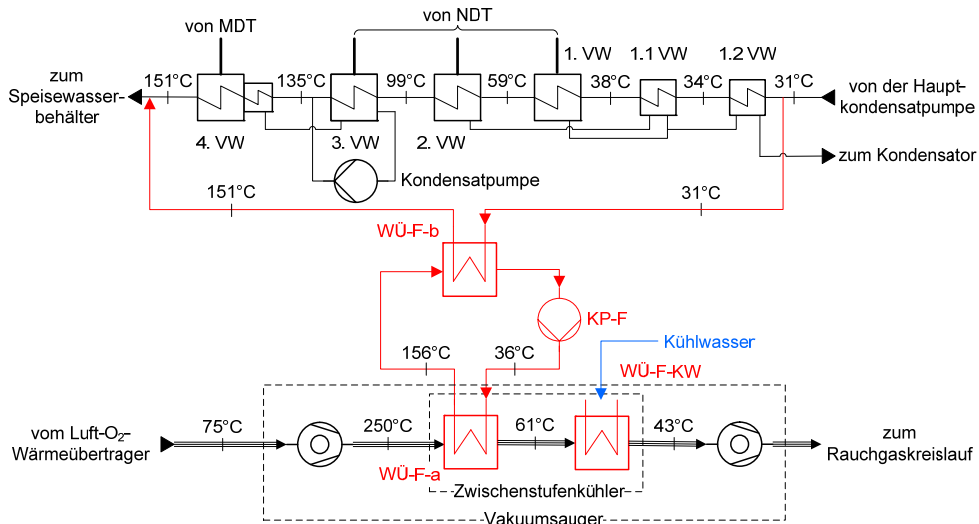 von NDT
von MDT
1. VW
1.1 VW
1.2 VW
zum
Speisewasser-
behälter
151°C
135°C
99°C
59°C
38°C
34°C
31°C
von der Haupt-
kondensatpumpe
4. VW
3. VW
2. VW
zum Kondensator
Kondensatpumpe
151°C
31°C
WÜ-F-b
KP-F
Kühlwasser
156°C
36°C
WÜ-F-KW
vom Luft-O₂-
Wärmeübertrager
75°C
250°C
61°C
43°C
zum
Rauchgaskreislauf
WÜ-F-a
Zwischenstufenkühler
Vakuumsauger